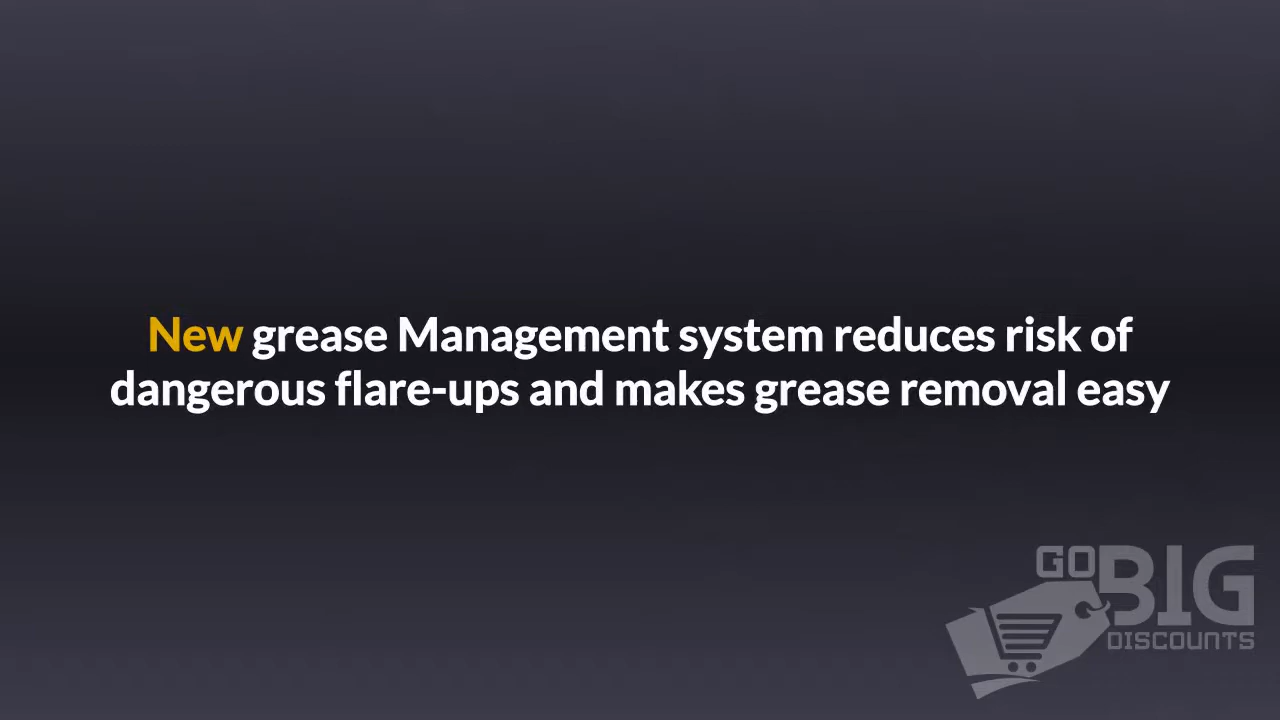 New grease Management system reduces risk of
dangerous flare-ups and makes grease removal easy
GO BIG
DISCOUNTS